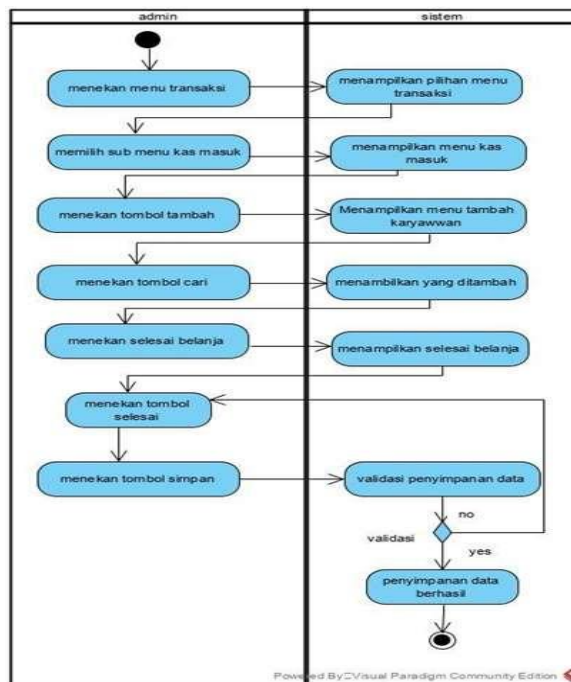 admin
sistem
menekan menu transaksi
menampilkan pilihan menu
transaksi
memilih sub menu kas masuk
menampilkan menu kas
masuk
menekan tombol tambah
Menampilkan menu tambah
karyawwan
menekan tombol cari
menambilkan yang ditambah
menekan selesai belanja
menampilkan selesai belanja
menekan tombol
selesai
menekan tombol simpan
validasi penyimpanan data
no
validasi
yes
penyimpanan data
berhasil
Powered By Visual Paradigm Community Edition